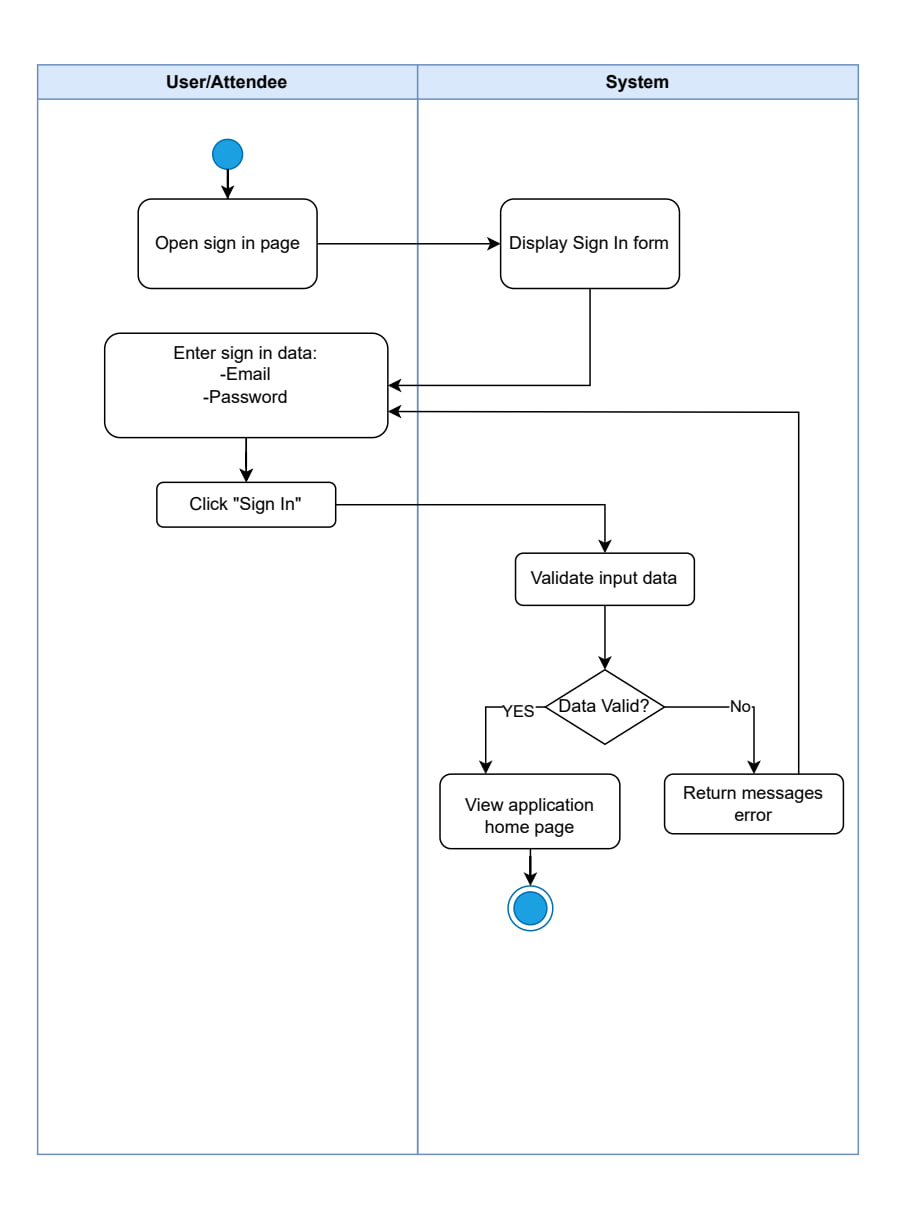 User/Attendee
System
Open sign in page
Display Sign In form
Enter sign in data:
-Email
-Password
Click "Sign In"
Validate input data
Data Valid?
YES
No
View application
home page
Return messages
error